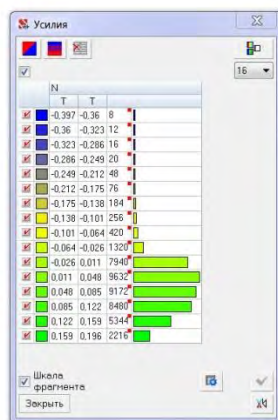 Усилия
16
N
T T
-0,397 -0,36 8
-0,36 -0,323 12
-0,323 -0,286 16
-0,286 -0,249 20
-0,249 -0,212 48
-0,212 -0,175 76
-0,175 -0,138 184
-0,138 -0,101 256
-0,101 -0,064 420
-0,064 -0,026 1320
-0,026 0,011 7940
0,011 0,048 9632
0,048 0,085 9172
0,085 0,122 8480
0,122 0,159 5344
0,159 0,196 2216
Шкала
фрагмента
Закрыть